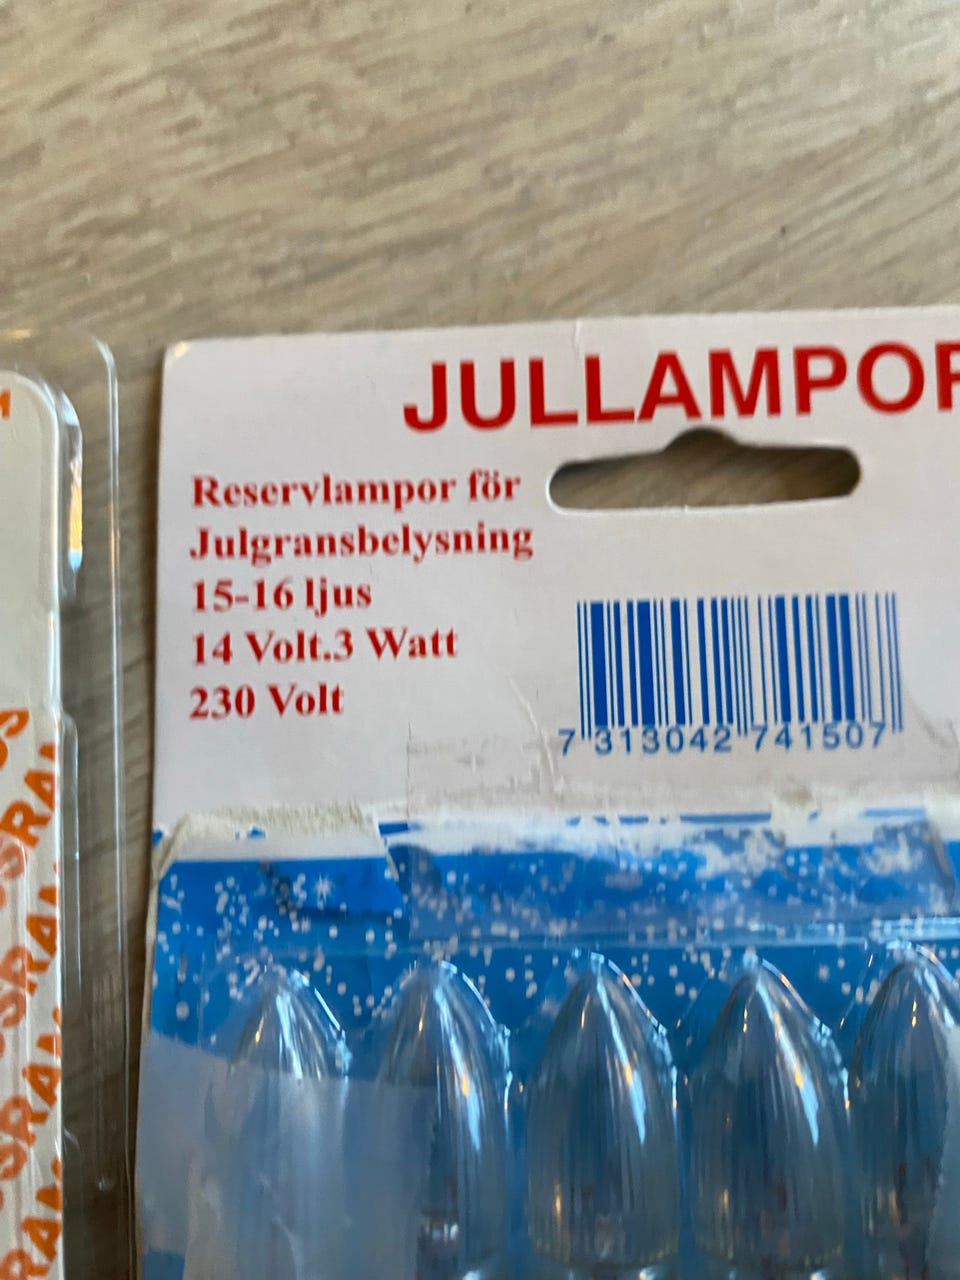 JULLAMPOR
Reservlampor för
Julgransbelysning
15-16 ljus
14 Volt.3 Watt
230 Volt
7 313042 741507